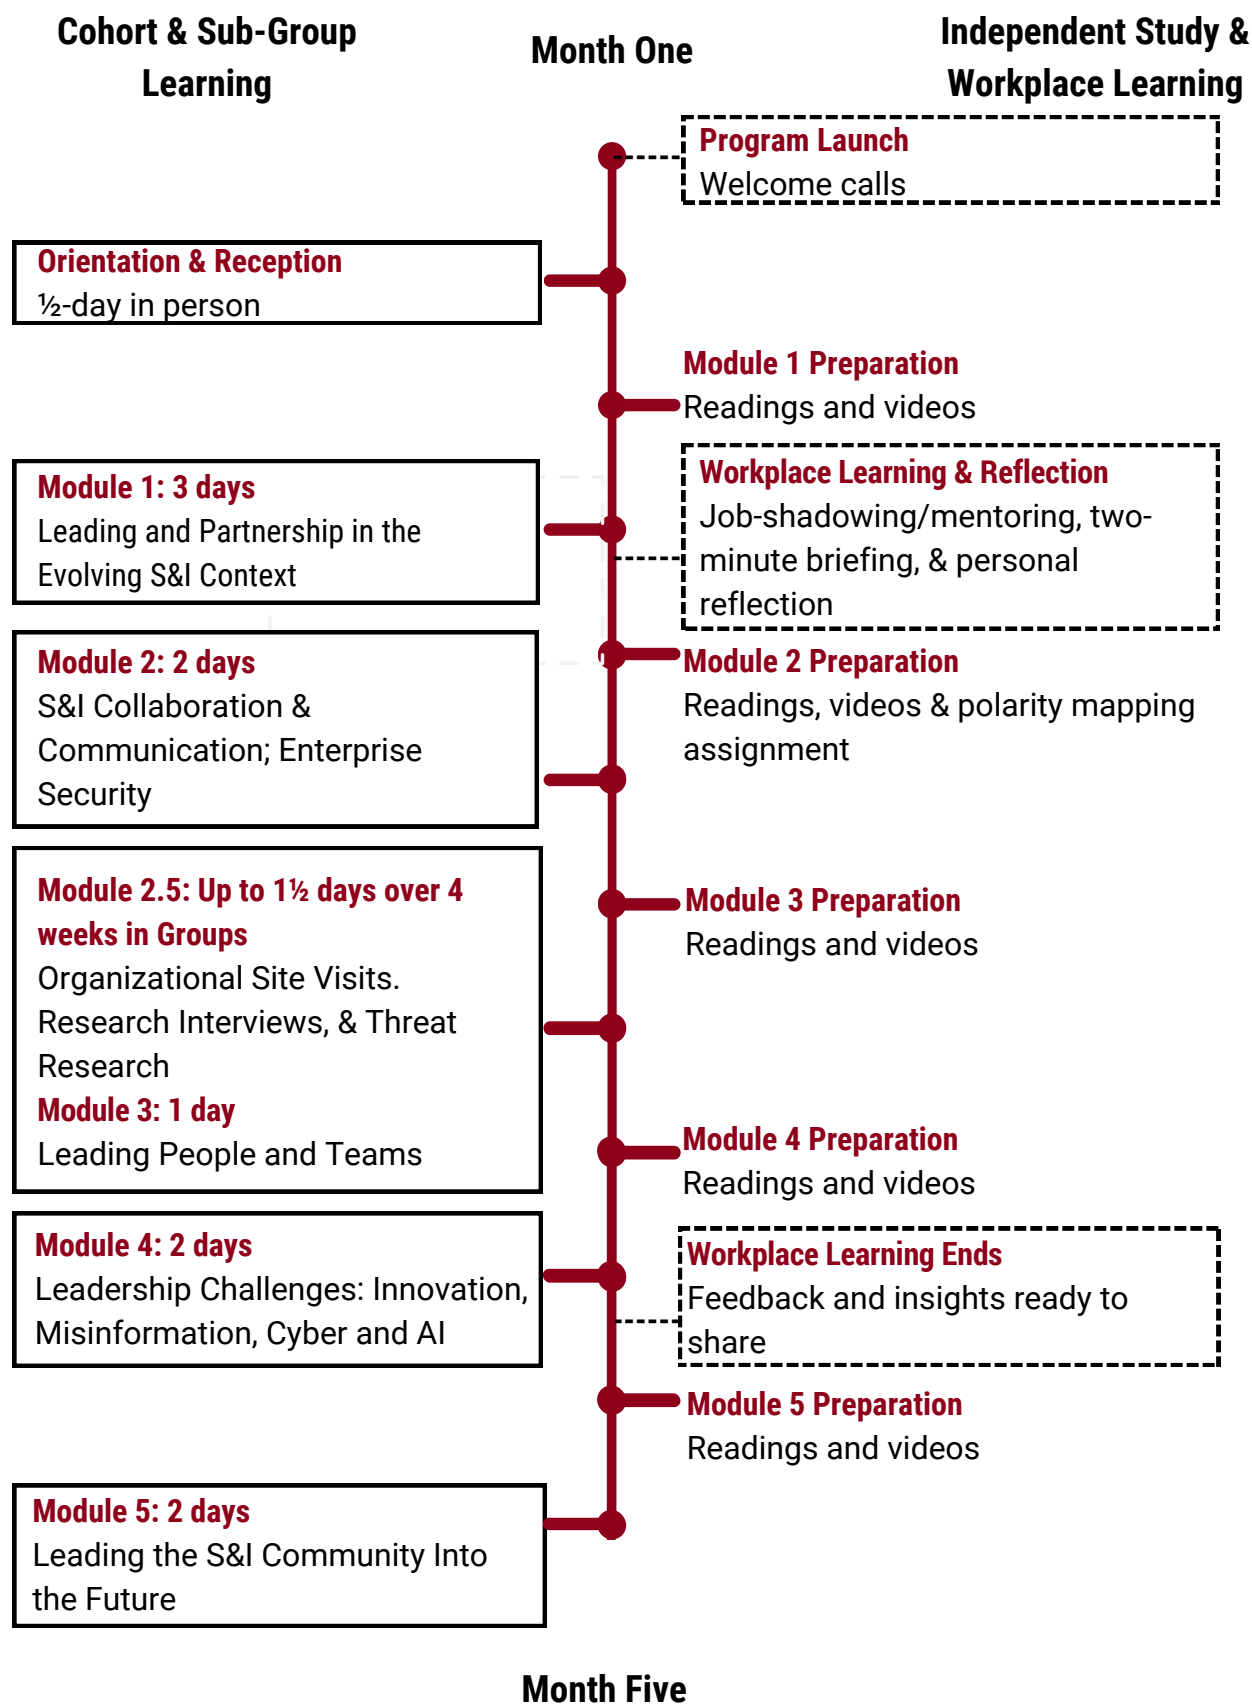 Cohort & Sub-Group
Learning
Month One
Independent Study &
Workplace Learning
Program Launch
Welcome calls
Orientation & Reception
½-day in person
Module 1 Preparation
Readings and videos
Module 1: 3 days
Leading and Partnership in the
Evolving S&I Context
Workplace Learning & Reflection
Job-shadowing/mentoring, two-
minute briefing, & personal
reflection
Module 2: 2 days
S&I Collaboration &
Communication; Enterprise
Security
Module 2 Preparation
Readings, videos & polarity mapping
assignment
Module 2.5: Up to 1½ days over 4
weeks in Groups
Organizational Site Visits.
Research Interviews, & Threat
Research
Module 3: 1 day
Leading People and Teams
Module 3 Preparation
Readings and videos
Module 4 Preparation
Readings and videos
Module 4: 2 days
Leadership Challenges: Innovation,
Misinformation, Cyber and AI
Workplace Learning Ends
Feedback and insights ready to
share
Module 5 Preparation
Readings and videos
Module 5: 2 days
Leading the S&I Community Into
the Future
Month Five